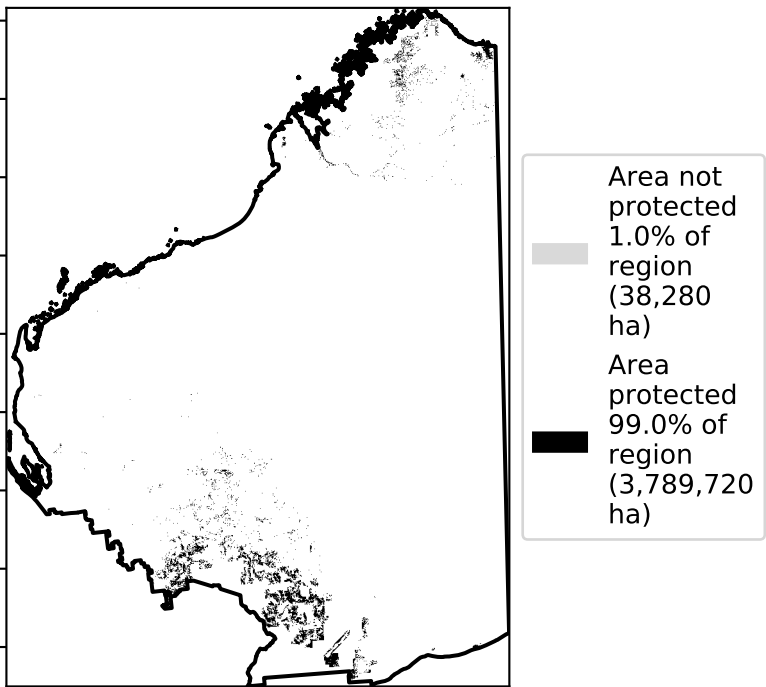 Area not
protected
1.0% of
region
(38,280
ha)
Area
protected
99.0% of
region
(3,789,720
ha)